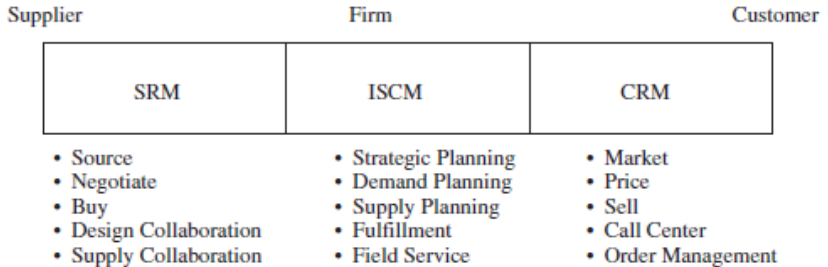 Supplier Firm Customer
SRM ISCM CRM
• Source
• Negotiate
• Buy
• Design Collaboration
• Supply Collaboration
• Strategic Planning
• Demand Planning
• Supply Planning
• Fulfillment
• Field Service
• Market
• Price
• Sell
• Call Center
• Order Management